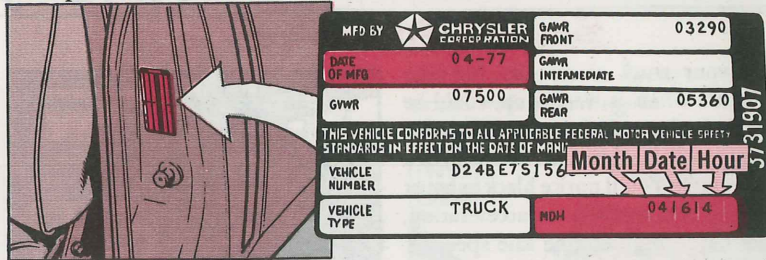 MFD BY CHRYSLER CORPORATION
GAWR FRONT 03290
DATE OF MFG 04-77
GAWR INTERMEDIATE
GVWR 07500
GAWR REAR 05360
THIS VEHICLE CONFORMS TO ALL APPLICABLE FEDERAL MOTOR VEHICLE SAFETY
STANDARDS IN EFFECT ON THE DATE OF
Month Date Hour
VEHICLE NUMBER D24BE7S156
VEHICLE TYPE TRUCK
MDH 041614
3731907